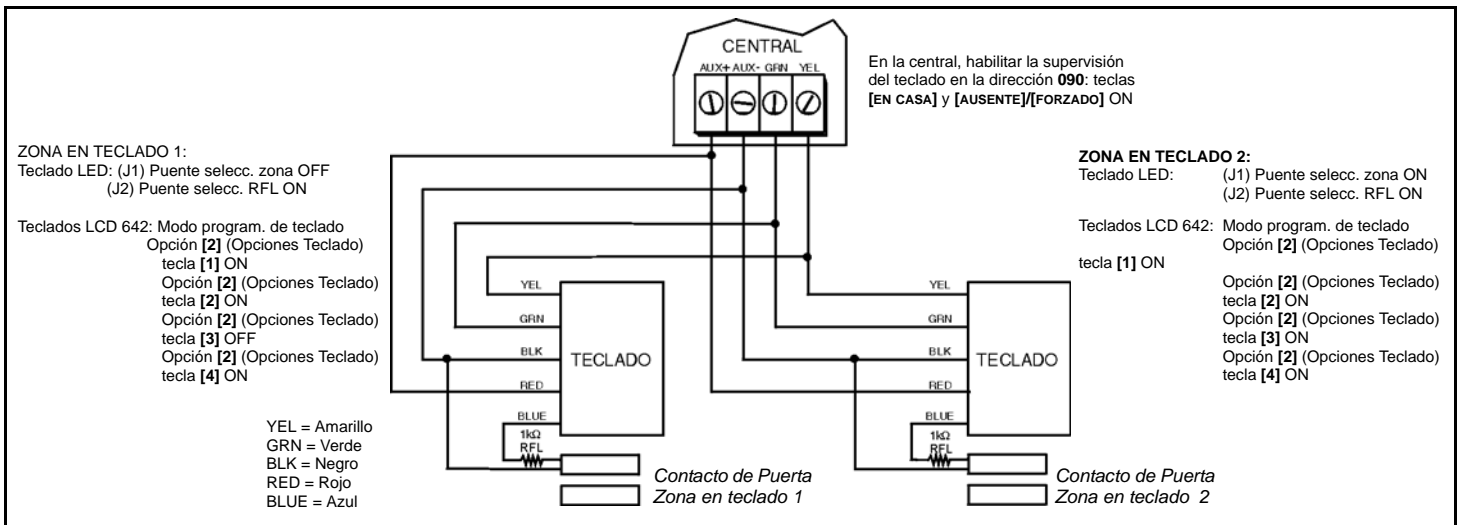 CENTRAL
AUX+ AUX- GRN YEL
En la central, habilitar la supervisión
del teclado en la dirección 090: teclas
[EN CASA] y [AUSENTE]/[FORZADO] ON
ZONA EN TECLADO 1:
Teclado LED: (J1) Puente selecc. zona OFF
(J2) Puente selecc. RFL ON
Teclados LCD 642: Modo program. de teclado
Opción [2] (Opciones Teclado)
tecla [1] ON
Opción [2] (Opciones Teclado)
tecla [2] ON
Opción [2] (Opciones Teclado)
tecla [3] OFF
Opción [2] (Opciones Teclado)
tecla [4] ON
YEL = Amarillo
GRN = Verde
BLK = Negro
RED = Rojo
BLUE = Azul
YEL
GRN
BLK
TECLADO
RED
BLUE
1kΩ
RFL
Contacto de Puerta
Zona en teclado 1
YEL
GRN
BLK
TECLADO
RED
BLUE
1kΩ
RFL
Contacto de Puerta
Zona en teclado 2
ZONA EN TECLADO 2:
Teclado LED: (J1) Puente selecc. zona ON
(J2) Puente selecc. RFL ON
Teclados LCD 642: Modo program. de teclado
Opción [2] (Opciones Teclado)
tecla [1] ON
Opción [2] (Opciones Teclado)
tecla [2] ON
Opción [2] (Opciones Teclado)
tecla [3] ON
Opción [2] (Opciones Teclado)
tecla [4] ON